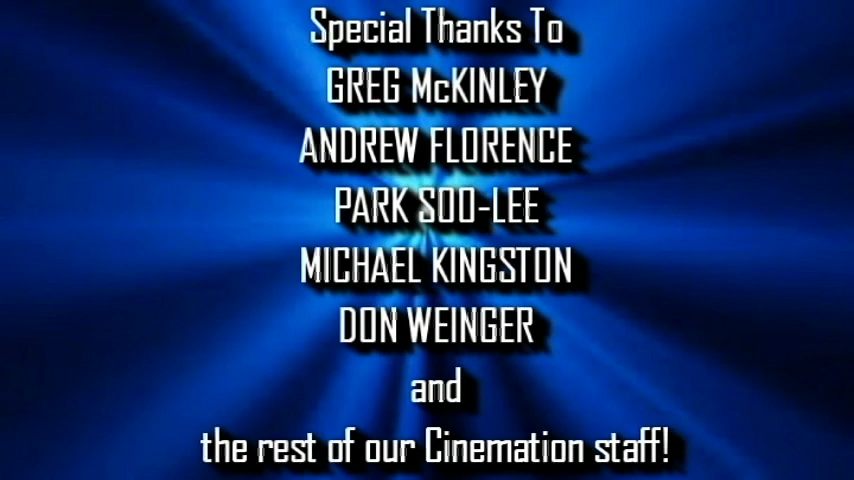 Special Thanks To
GREG McKINLEY
ANDREW FLORENCE
PARK SOO-LEE
MICHAEL KINGSTON
DON WEINGER
and
the rest of our Cinemation staff!